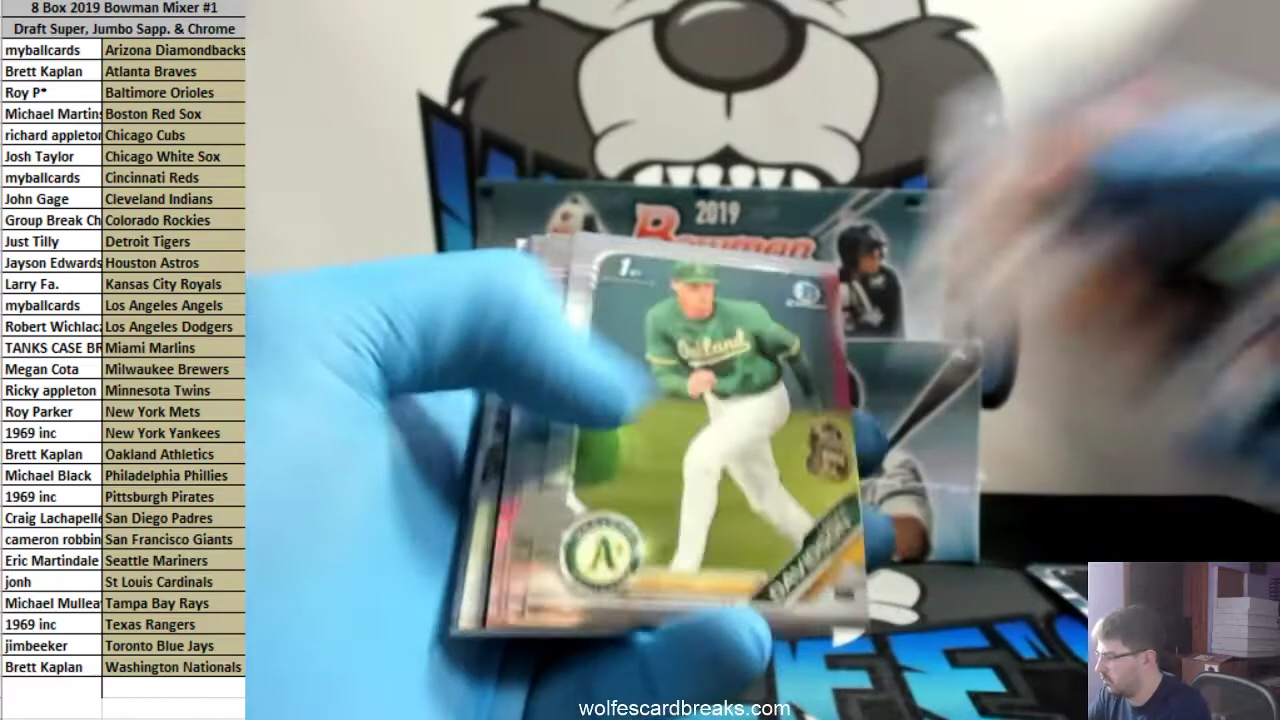 8 Box 2019 Bowman Mixer #1
Draft Super, Jumbo Sapp. & Chrome
myballcards Arizona Diamondbacks
Brett Kaplan Atlanta Braves
Roy P* Baltimore Orioles
Michael Martins Boston Red Sox
richard appleton Chicago Cubs
Josh Taylor Chicago White Sox
myballcards Cincinnati Reds
John Gage Cleveland Indians
Group Break Ch Colorado Rockies
Just Tilly Detroit Tigers
Jayson Edwards Houston Astros
Larry Fa. Kansas City Royals
myballcards Los Angeles Angels
Robert Wichlac Los Angeles Dodgers
TANKS CASE BR Miami Marlins
Megan Cota Milwaukee Brewers
Ricky appleton Minnesota Twins
Roy Parker New York Mets
1969 inc New York Yankees
Brett Kaplan Oakland Athletics
Michael Black Philadelphia Phillies
1969 inc Pittsburgh Pirates
Craig Lachapelle San Diego Padres
cameron robbin San Francisco Giants
Eric Martindale Seattle Mariners
jonh St Louis Cardinals
Michael Mullea Tampa Bay Rays
1969 inc Texas Rangers
jimbeeker Toronto Blue Jays
Brett Kaplan Washington Nationals
2019
Bowman
1st
Oakland
A's
DAVIDSON
wolfescardbreaks.com